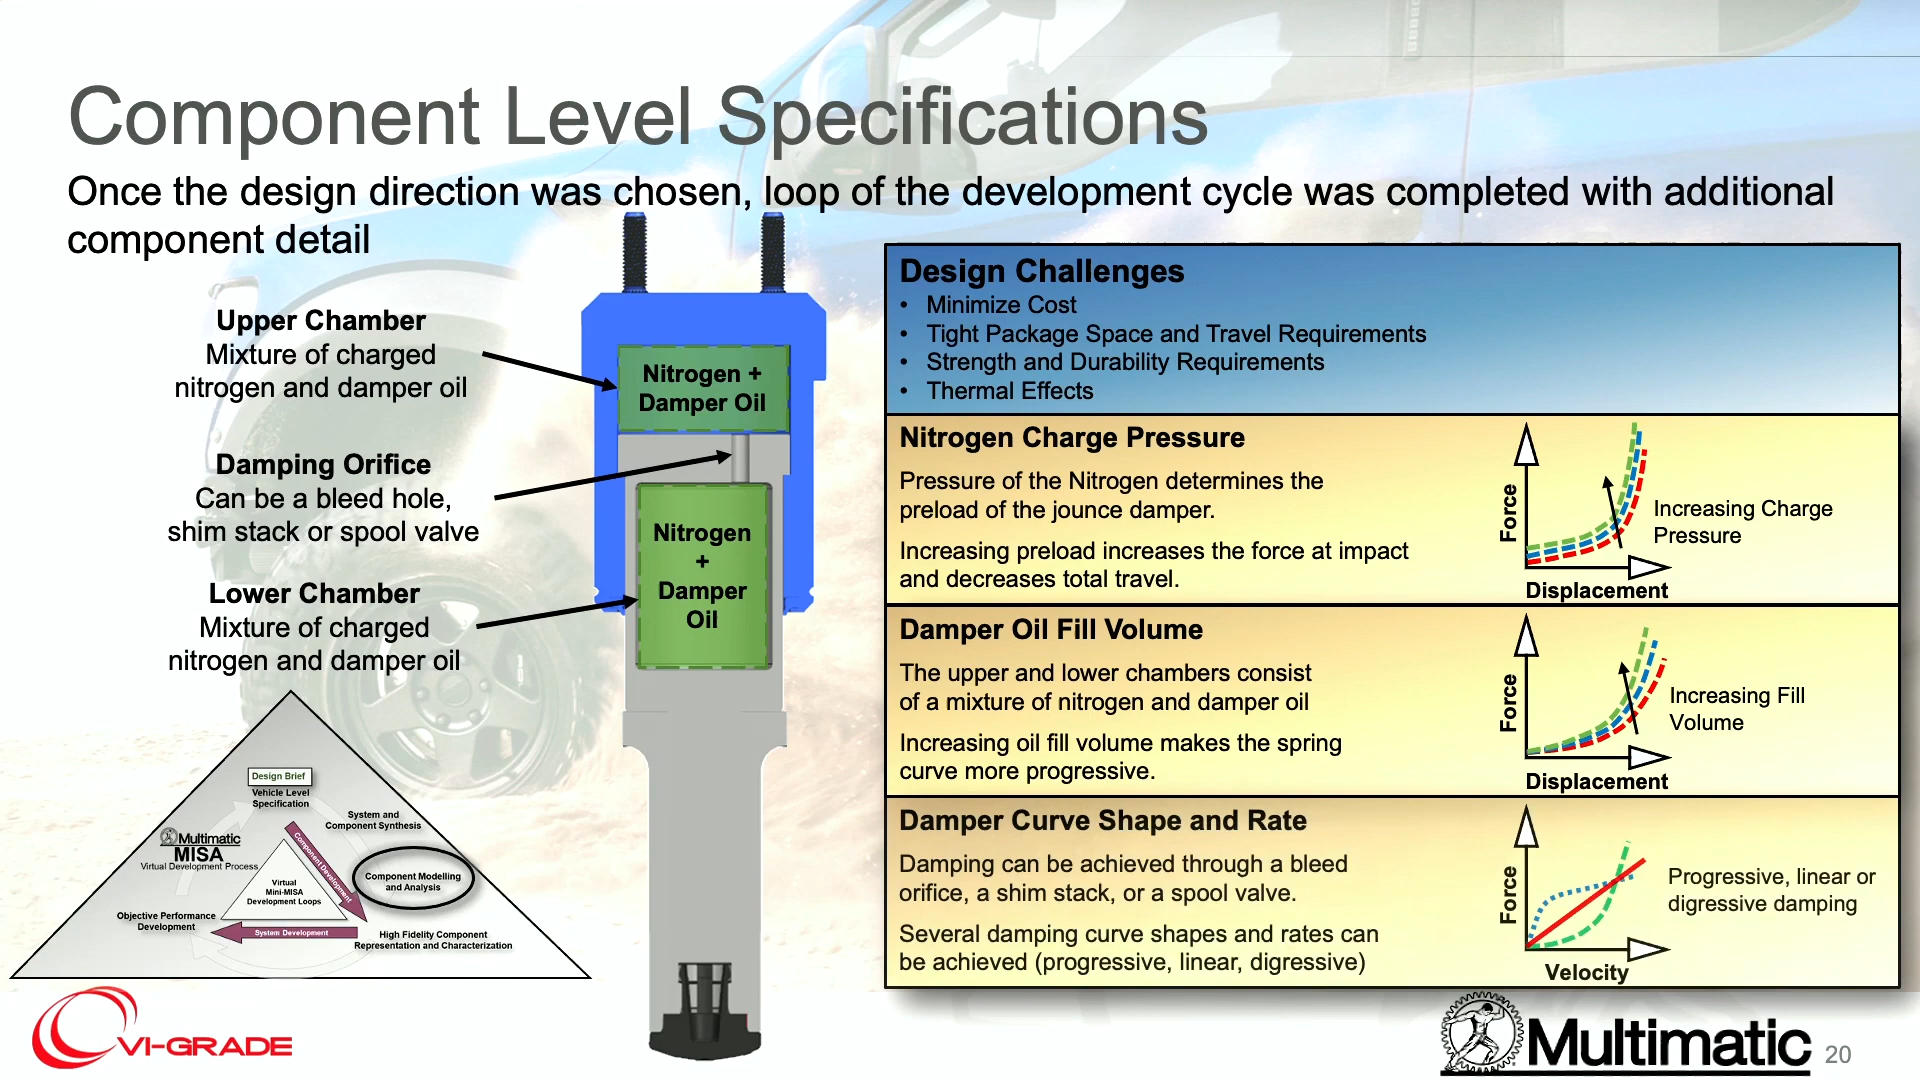 Component Level Specifications
Once the design direction was chosen, loop of the development cycle was completed with additional
component detail
Upper Chamber
Mixture of charged
nitrogen and damper oil
Damping Orifice
Can be a bleed hole,
shim stack or spool valve
Lower Chamber
Mixture of charged
nitrogen and damper oil
Nitrogen +
Damper Oil
Nitrogen
+
Damper
Oil
Design Challenges
• Minimize Cost
• Tight Package Space and Travel Requirements
• Strength and Durability Requirements
• Thermal Effects
Nitrogen Charge Pressure
Pressure of the Nitrogen determines the
preload of the jounce damper.
Increasing preload increases the force at impact
and decreases total travel.
Force
Displacement
Increasing Charge
Pressure
Damper Oil Fill Volume
The upper and lower chambers consist
of a mixture of nitrogen and damper oil
Increasing oil fill volume makes the spring
curve more progressive.
Force
Displacement
Increasing Fill
Volume
Damper Curve Shape and Rate
Damping can be achieved through a bleed
orifice, a shim stack, or a spool valve.
Several damping curve shapes and rates can
be achieved (progressive, linear, digressive)
Force
Velocity
Progressive, linear or
digressive damping
Design Brief
Vehicle Level
Specification
System and
Component Synthesis
Multimatic
MISA
Virtual Development Process
Component Development
Virtual
Mini-MISA
Development Loops
Component Modelling
and Analysis
Objective Performance
Development
System Development
High Fidelity Component
Representation and Characterization
VI-GRADE
Multimatic
20